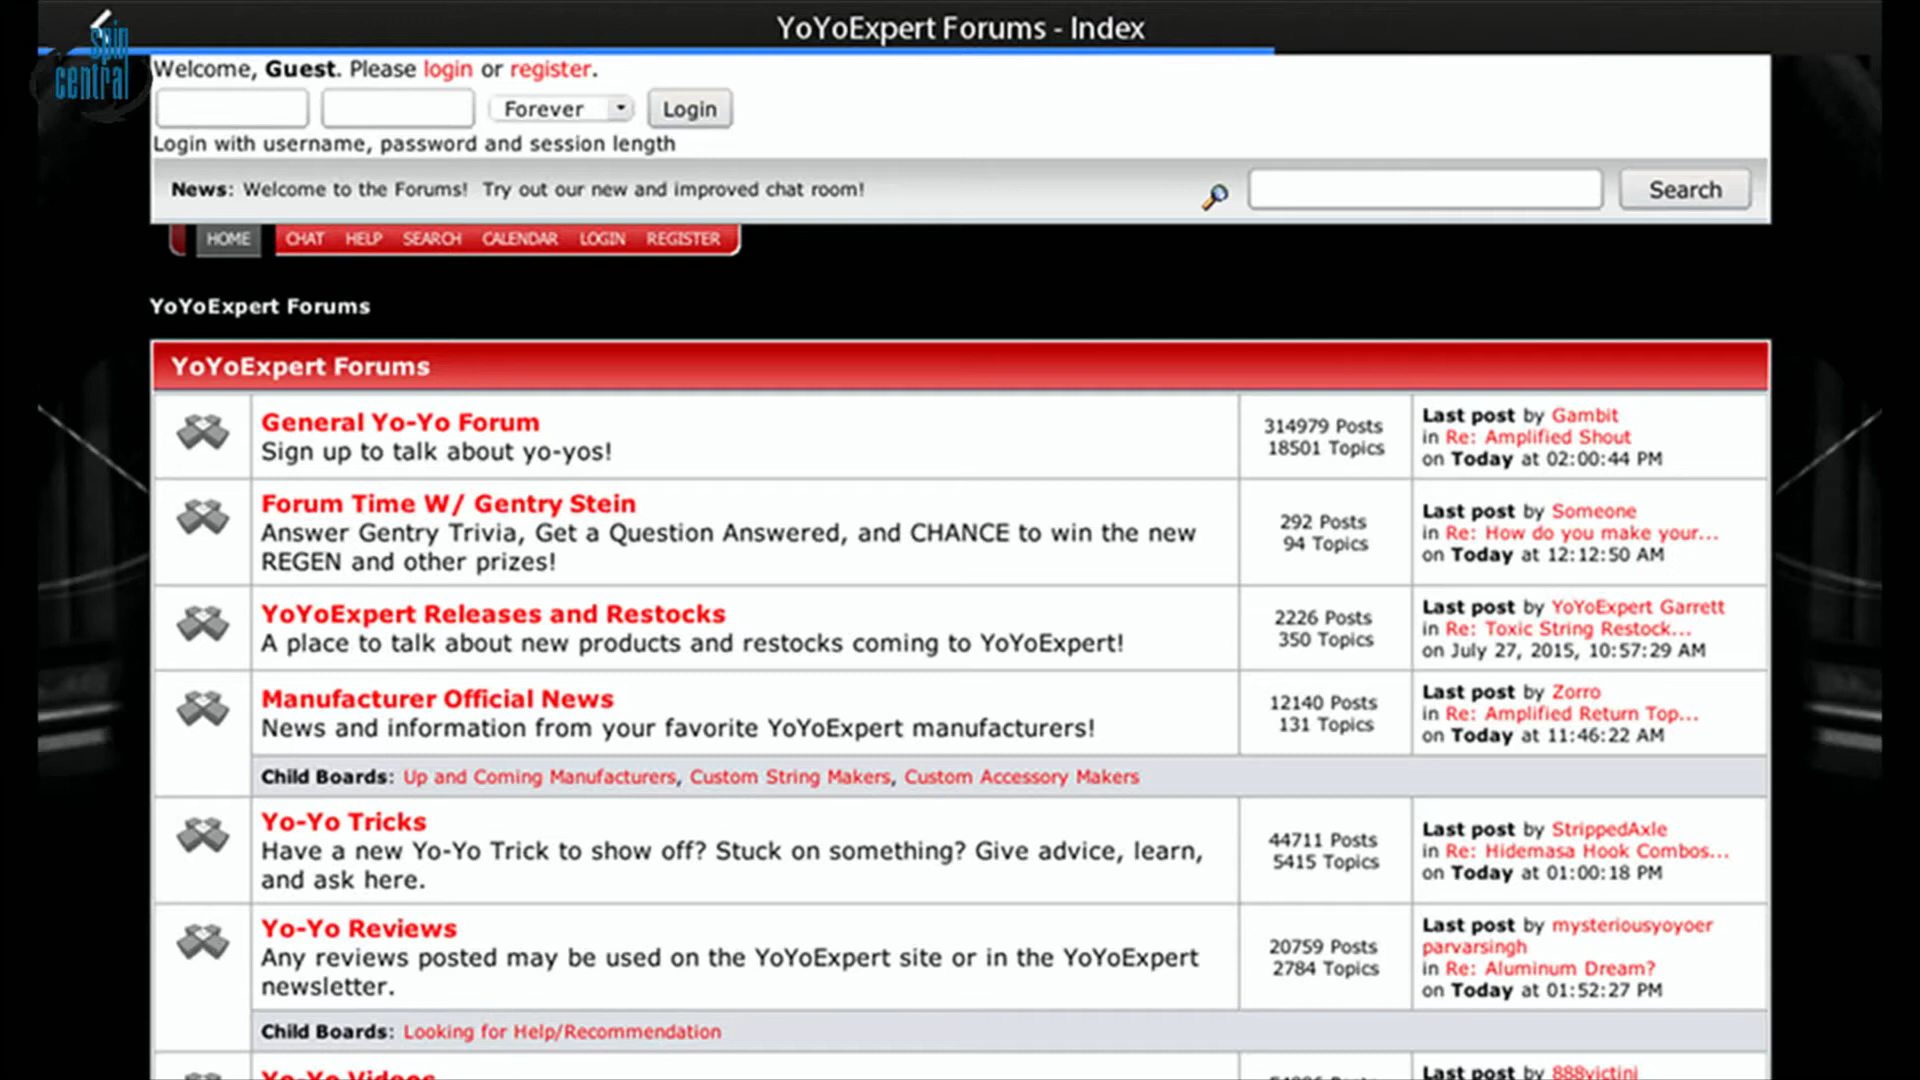 YoYoExpert Forums - Index
spin
central
Welcome, Guest. Please login or register.
Forever
Login
Login with username, password and session length
News: Welcome to the Forums! Try out our new and improved chat room!
Search
HOME CHAT HELP SEARCH CALENDAR LOGIN REGISTER
YoYoExpert Forums
YoYoExpert Forums
General Yo-Yo Forum
Sign up to talk about yo-yos!
314979 Posts
18501 Topics
Last post by Gambit
in Re: Amplified Shout
on Today at 02:00:44 PM
Forum Time W/ Gentry Stein
Answer Gentry Trivia, Get a Question Answered, and CHANCE to win the new
REGEN and other prizes!
292 Posts
94 Topics
Last post by Someone
in Re: How do you make your...
on Today at 12:12:50 AM
YoYoExpert Releases and Restocks
A place to talk about new products and restocks coming to YoYoExpert!
2226 Posts
350 Topics
Last post by YoYoExpert Garrett
in Re: Toxic String Restock...
on July 27, 2015, 10:57:29 AM
Manufacturer Official News
News and information from your favorite YoYoExpert manufacturers!
12140 Posts
131 Topics
Last post by Zorro
in Re: Amplified Return Top...
on Today at 11:46:22 AM
Child Boards: Up and Coming Manufacturers, Custom String Makers, Custom Accessory Makers
Yo-Yo Tricks
Have a new Yo-Yo Trick to show off? Stuck on something? Give advice, learn,
and ask here.
44711 Posts
5415 Topics
Last post by StrippedAxle
in Re: Hidemasa Hook Combos...
on Today at 01:00:18 PM
Yo-Yo Reviews
Any reviews posted may be used on the YoYoExpert site or in the YoYoExpert
newsletter.
20759 Posts
2784 Topics
Last post by mysteriousyoyoer
parvarsingh
in Re: Aluminum Dream?
on Today at 01:52:27 PM
Child Boards: Looking for Help/Recommendation
Yo-Yo Videos
Posts
Last post by 888victini